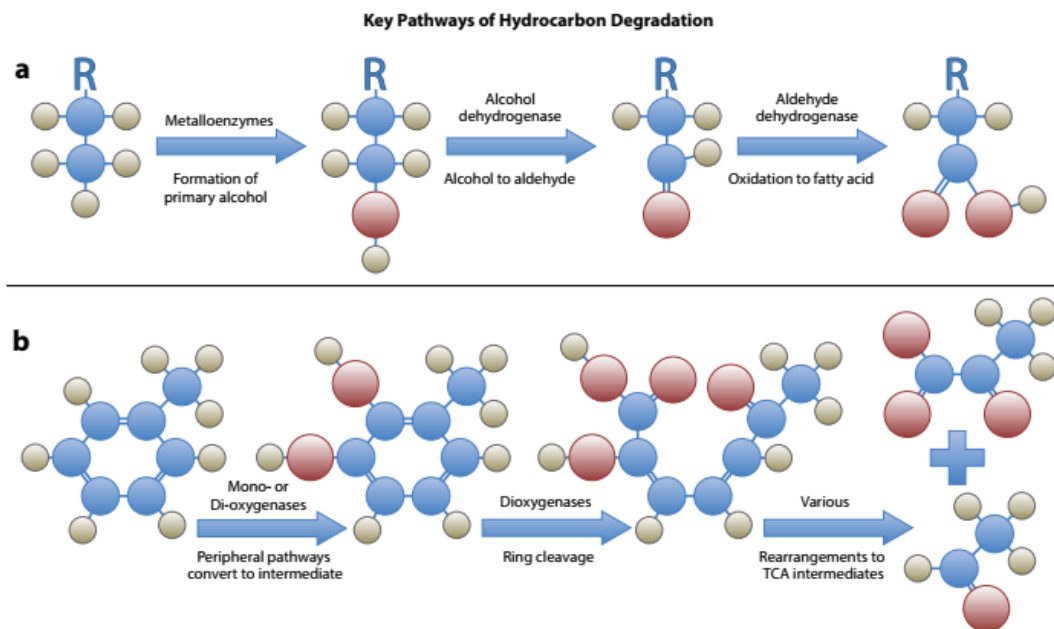 Key Pathways of Hydrocarbon Degradation
a
R
R
R
R
Metalloenzymes
Formation of
primary alcohol
Alcohol
dehydrogenase
Alcohol to aldehyde
Aldehyde
dehydrogenase
Oxidation to fatty acid
b
Mono- or
Di-oxygenases
Peripheral pathways
convert to intermediate
Dioxygenases
Ring cleavage
Various
Rearrangements to
TCA intermediates